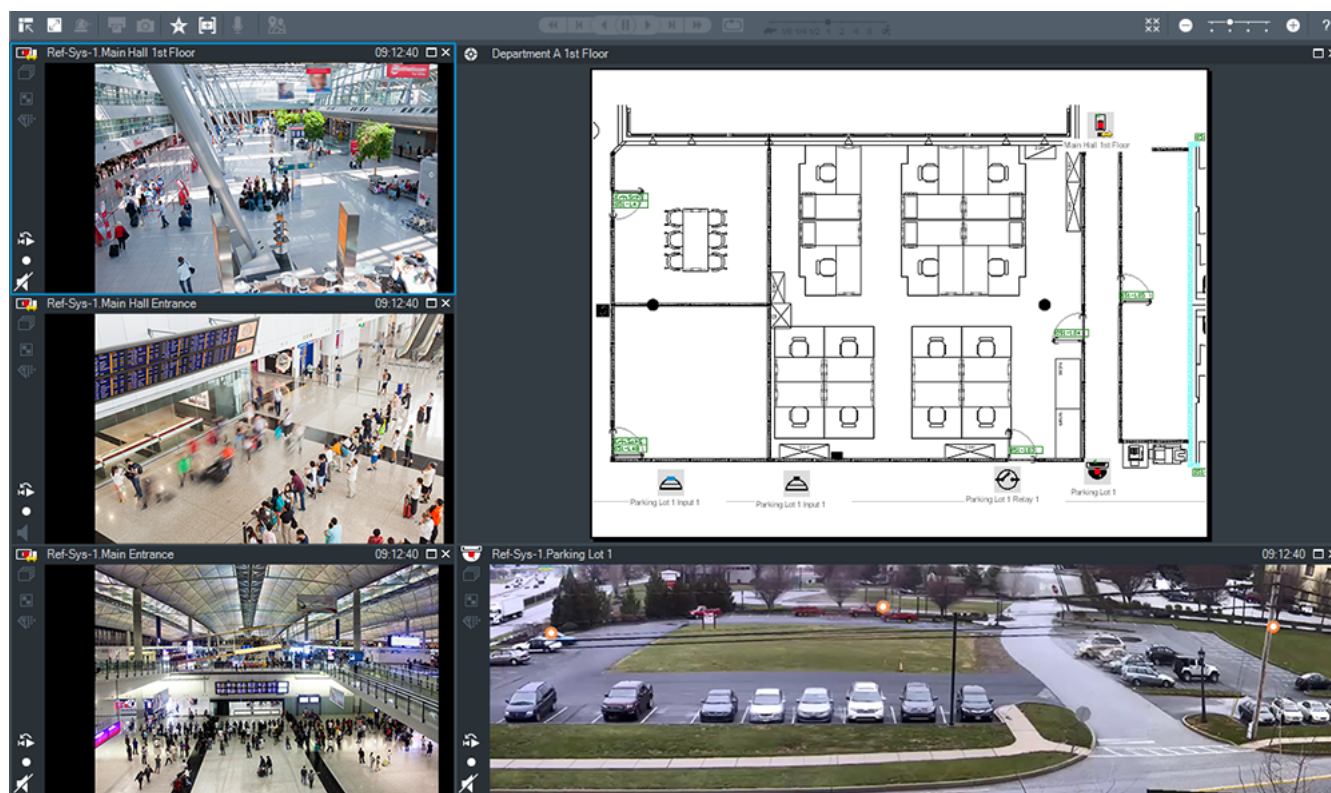 Ref-Sys-1.Main Hall 1st Floor
09:12:40
Department A 1st Floor
Main Hall 1st Floor
Ref-Sys-1.Main Hall Entrance
09:12:40
Parking Lot 1 Input 1
Parking Lot 1 Input 1
Parking Lot 1 Relay 1
Parking Lot 1
Ref-Sys-1.Main Entrance
09:12:40
Ref-Sys-1.Parking Lot 1
09:12:40